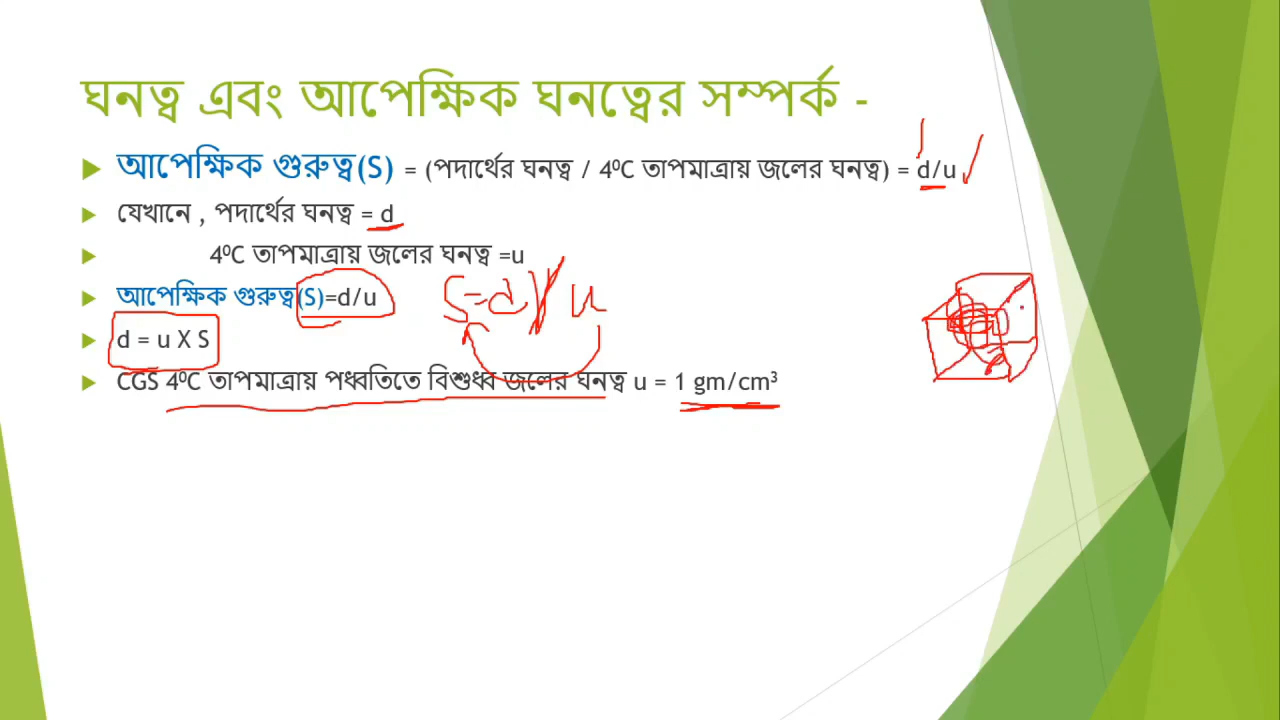 ঘনত্ব এবং আপেক্ষিক ঘনত্বের সম্পর্ক -
আপেক্ষিক গুরুত্ব(S) = (পদার্থের ঘনত্ব / 4⁰C তাপমাত্রায় জলের ঘনত্ব) = d/u
যেখানে , পদার্থের ঘনত্ব = d
4⁰C তাপমাত্রায় জলের ঘনত্ব =u
আপেক্ষিক গুরুত্ব(S)=d/u
S=d/u
d = u X S
CGS 4⁰C তাপমাত্রায় পধ্বতিতে বিশুধ্ব জলের ঘনত্ব u = 1 gm/cm³